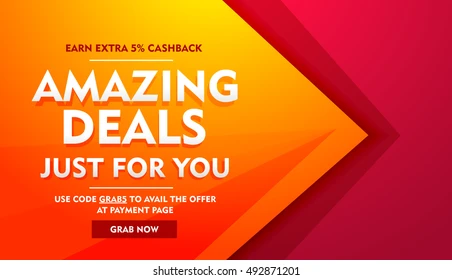 EARN EXTRA 5% CASHBACK
AMAZING
DEALS
JUST FOR YOU
USE CODE GRAB5 TO AVAIL THE OFFER
AT PAYMENT PAGE
GRAB NOW
shutterstock.com · 492871201